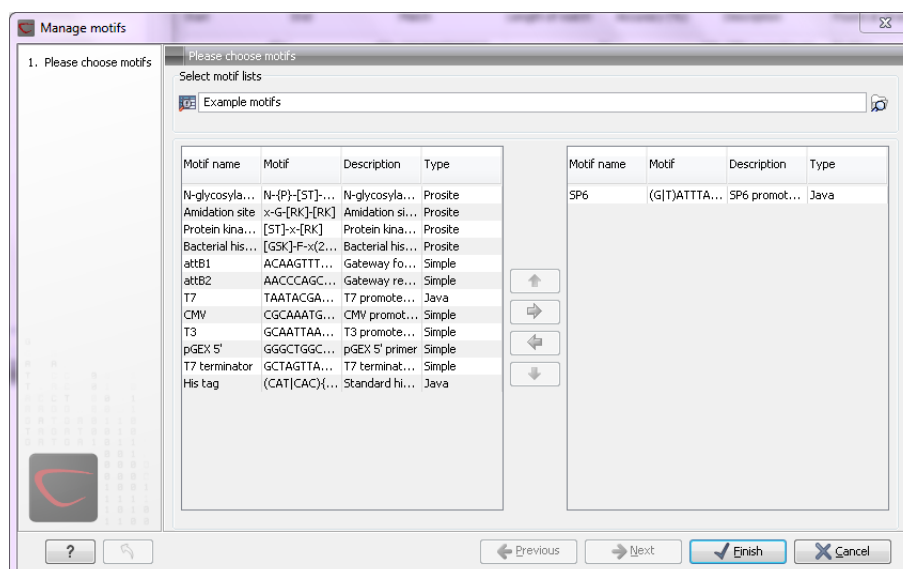 Manage motifs
1. Please choose motifs
Please choose motifs
Select motif lists
Example motifs
Motif name Motif Description Type
N-glycosyla... N-{P}-[ST]-... N-glycosyla... Prosite
Amidation site x-G-[RK]-[RK] Amidation si... Prosite
Protein kina... [ST]-x-[RK] Protein kina... Prosite
Bacterial his... [GSK]-F-x(2... Bacterial his... Prosite
attB1 ACAAGTTT... Gateway fo... Simple
attB2 AACCCAGC... Gateway re... Simple
T7 TAATACGA... T7 promote... Java
CMV CGCAAATG... CMV promot... Simple
T3 GCAATTAA... T3 promote... Simple
pGEX 5' GGGCTGGC... pGEX 5' primer Simple
T7 terminator GCTAGTTA... T7 terminat... Simple
His tag (CAT|CAC){... Standard hi... Java
Motif name Motif Description Type
SP6 (G|T)ATTTA... SP6 promot... Java
? Previous Next Finish Cancel